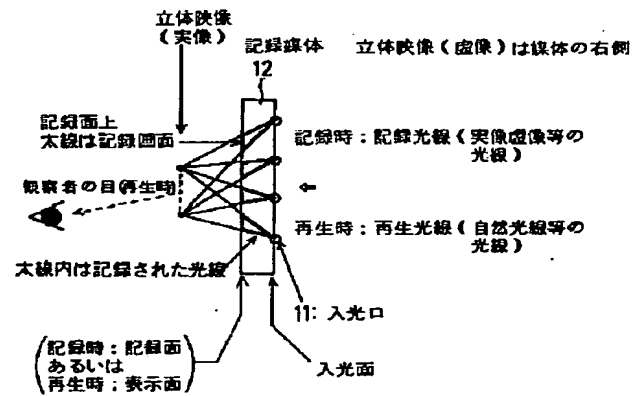 立体映像
(実像)
記録媒体
12
立体映像(虚像)は媒体の右側
記録面上
太線は記録画面
記録時:記録光線(実像虚像等の
光線)
観察者の目(再生時)
再生時:再生光線(自然光線等の
光線)
太線内は記録された光線
11:入光口
(記録時:記録面
あるいは
再生時:表示面)
入光面